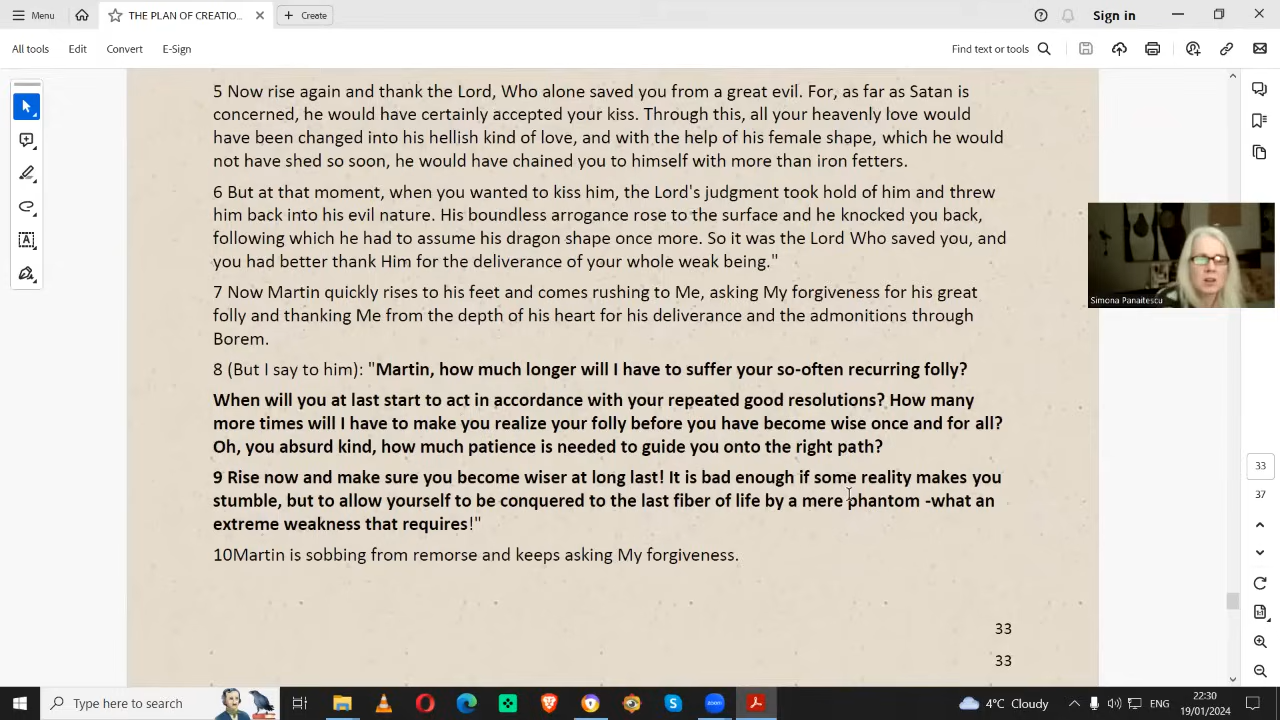 Menu
THE PLAN OF CREATIO...
Create
Sign in
All tools
Edit
Convert
E-Sign
Find text or tools
5 Now rise again and thank the Lord, Who alone saved you from a great evil. For, as far as Satan is
concerned, he would have certainly accepted your kiss. Through this, all your heavenly love would
have been changed into his hellish kind of love, and with the help of his female shape, which he would
not have shed so soon, he would have chained you to himself with more than iron fetters.
6 But at that moment, when you wanted to kiss him, the Lord's judgment took hold of him and threw
him back into his evil nature. His boundless arrogance rose to the surface and he knocked you back,
following which he had to assume his dragon shape once more. So it was the Lord Who saved you, and
you had better thank Him for the deliverance of your whole weak being."
7 Now Martin quickly rises to his feet and comes rushing to Me, asking My forgiveness for his great
folly and thanking Me from the depth of his heart for his deliverance and the admonitions through
Borem.
8 (But I say to him): "Martin, how much longer will I have to suffer your so-often recurring folly?
When will you at last start to act in accordance with your repeated good resolutions? How many
more times will I have to make you realize your folly before you have become wise once and for all?
Oh, you absurd kind, how much patience is needed to guide you onto the right path?
9 Rise now and make sure you become wiser at long last! It is bad enough if some reality makes you
stumble, but to allow yourself to be conquered to the last fiber of life by a mere phantom -what an
extreme weakness that requires!"
10Martin is sobbing from remorse and keeps asking My forgiveness.
33
33
Simona Panaitescu
33
37
Type here to search
zoom
4°C Cloudy
ENG
22:30
19/01/2024